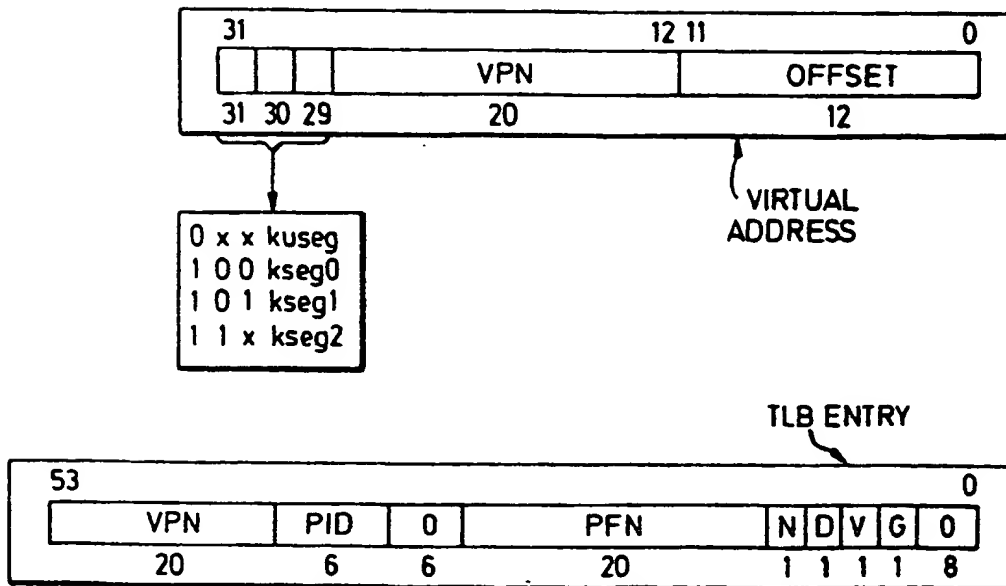 31 12 11 0
VPN OFFSET
31 30 29 20 12
VIRTUAL
ADDRESS
0 x x kuseg
1 0 0 kseg0
1 0 1 kseg1
1 1 x kseg2
TLB ENTRY
53 0
VPN PID 0 PFN N D V G 0
20 6 6 20 1 1 1 1 8